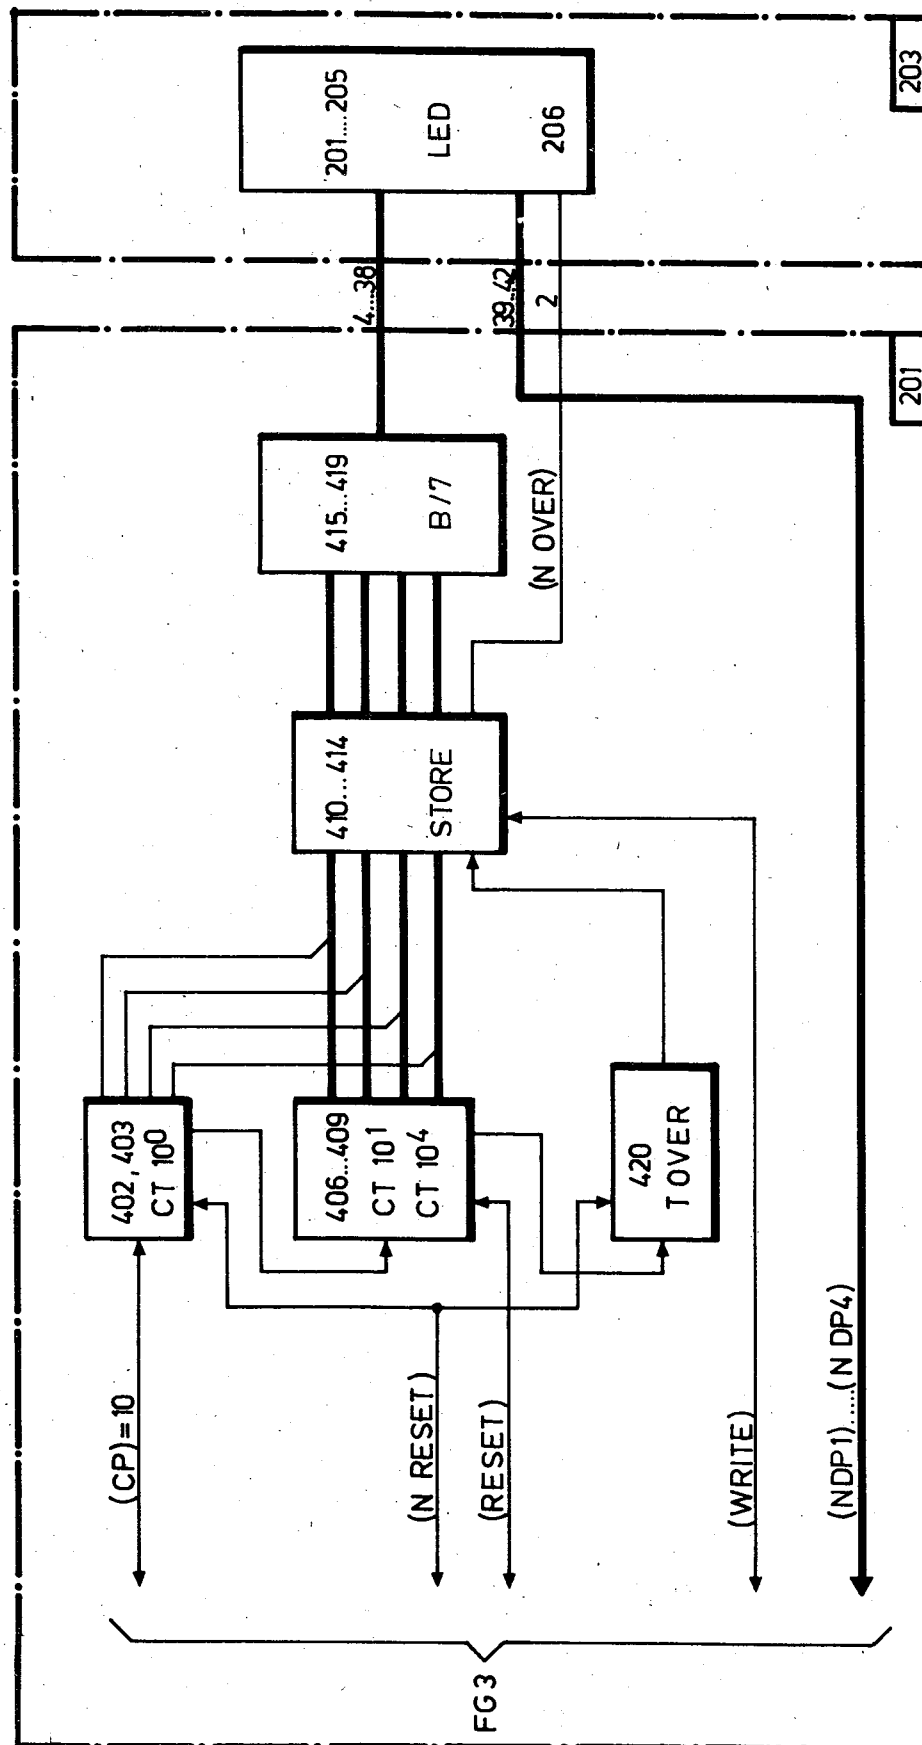 FG3
(CP)=10
(N RESET)
(RESET)
(WRITE)
(NDP1).....(N DP4)
402, 403
CT 10⁰
406...409
CT 10¹
CT 10⁴
420
T OVER
410... 414
STORE
(N OVER)
415...419
B/7
4...38
39...42
2
201
201...205
LED
206
203